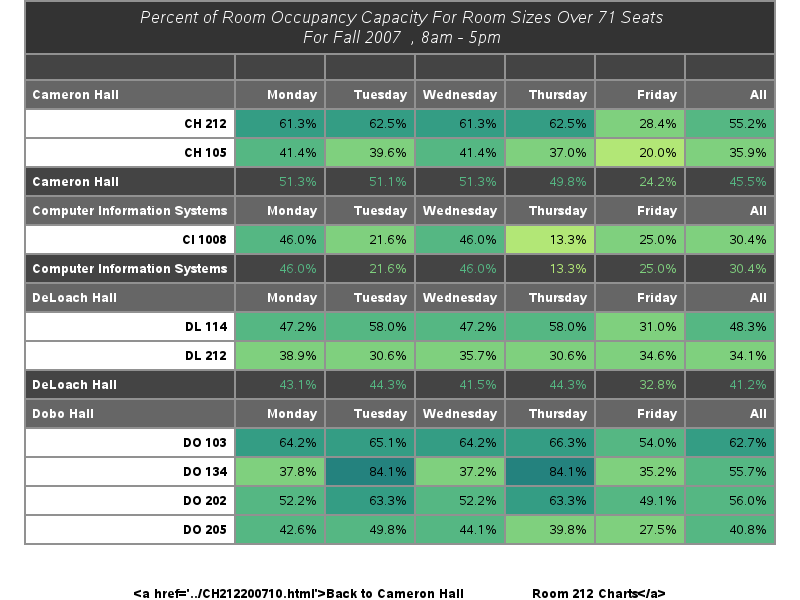 Percent of Room Occupancy Capacity For Room Sizes Over 71 Seats
For Fall 2007 , 8am - 5pm
Cameron Hall Monday Tuesday Wednesday Thursday Friday All
CH 212 61.3% 62.5% 61.3% 62.5% 28.4% 55.2%
CH 105 41.4% 39.6% 41.4% 37.0% 20.0% 35.9%
Cameron Hall 51.3% 51.1% 51.3% 49.8% 24.2% 45.5%
Computer Information Systems Monday Tuesday Wednesday Thursday Friday All
CI 1008 46.0% 21.6% 46.0% 13.3% 25.0% 30.4%
Computer Information Systems 46.0% 21.6% 46.0% 13.3% 25.0% 30.4%
DeLoach Hall Monday Tuesday Wednesday Thursday Friday All
DL 114 47.2% 58.0% 47.2% 58.0% 31.0% 48.3%
DL 212 38.9% 30.6% 35.7% 30.6% 34.6% 34.1%
DeLoach Hall 43.1% 44.3% 41.5% 44.3% 32.8% 41.2%
Dobo Hall Monday Tuesday Wednesday Thursday Friday All
DO 103 64.2% 65.1% 64.2% 66.3% 54.0% 62.7%
DO 134 37.8% 84.1% 37.2% 84.1% 35.2% 55.7%
DO 202 52.2% 63.3% 52.2% 63.3% 49.1% 56.0%
DO 205 42.6% 49.8% 44.1% 39.8% 27.5% 40.8%
<a href='../CH212200710.html'>Back to Cameron Hall Room 212 Charts</a>